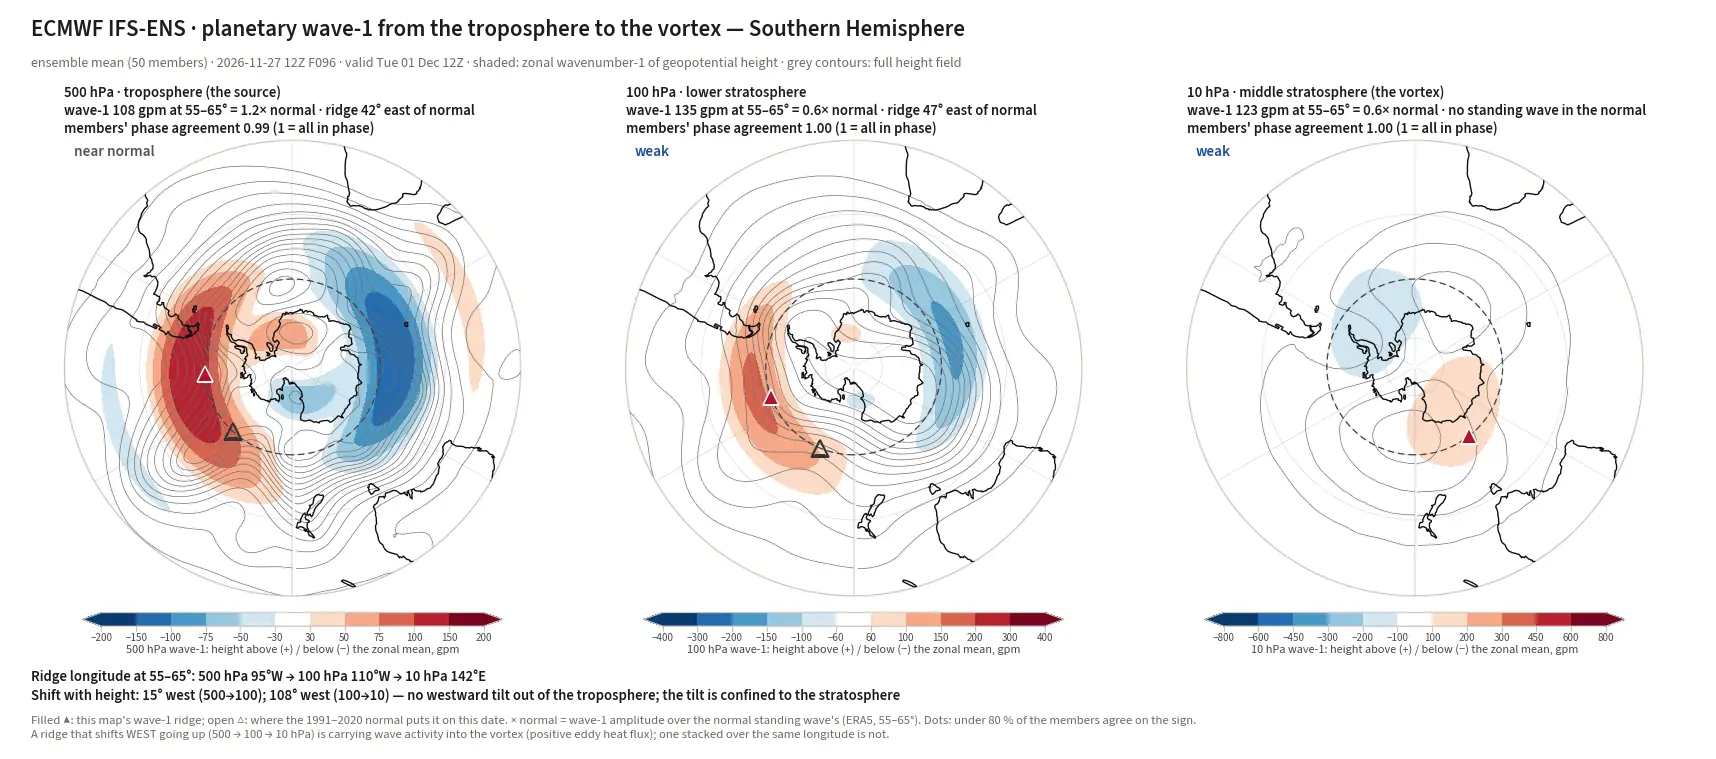 ECMWF IFS-ENS · planetary wave-1 from the troposphere to the vortex — Southern Hemisphere
ensemble mean (50 members) · 2026-11-27 12Z F096 · valid Tue 01 Dec 12Z · shaded: zonal wavenumber-1 of geopotential height · grey contours: full height field
500 hPa · troposphere (the source)
wave-1 108 gpm at 55–65° = 1.2× normal · ridge 42° east of normal
members' phase agreement 0.99 (1 = all in phase)
near normal
100 hPa · lower stratosphere
wave-1 135 gpm at 55–65° = 0.6× normal · ridge 47° east of normal
members' phase agreement 1.00 (1 = all in phase)
weak
10 hPa · middle stratosphere (the vortex)
wave-1 123 gpm at 55–65° = 0.6× normal · no standing wave in the normal
members' phase agreement 1.00 (1 = all in phase)
weak
−200 −150 −100 −75 −50 −30 30 50 75 100 150 200
500 hPa wave-1: height above (+) / below (−) the zonal mean, gpm
−400 −300 −200 −150 −100 −60 60 100 150 200 300 400
100 hPa wave-1: height above (+) / below (−) the zonal mean, gpm
−800 −600 −450 −300 −200 −100 100 200 300 450 600 800
10 hPa wave-1: height above (+) / below (−) the zonal mean, gpm
Ridge longitude at 55–65°: 500 hPa 95°W → 100 hPa 110°W → 10 hPa 142°E
Shift with height: 15° west (500→100); 108° west (100→10) — no westward tilt out of the troposphere; the tilt is confined to the stratosphere
Filled ▲: this map's wave-1 ridge; open △: where the 1991–2020 normal puts it on this date. × normal = wave-1 amplitude over the normal standing wave's (ERA5, 55–65°). Dots: under 80 % of the members agree on the sign.
A ridge that shifts WEST going up (500 → 100 → 10 hPa) is carrying wave activity into the vortex (positive eddy heat flux); one stacked over the same longitude is not.